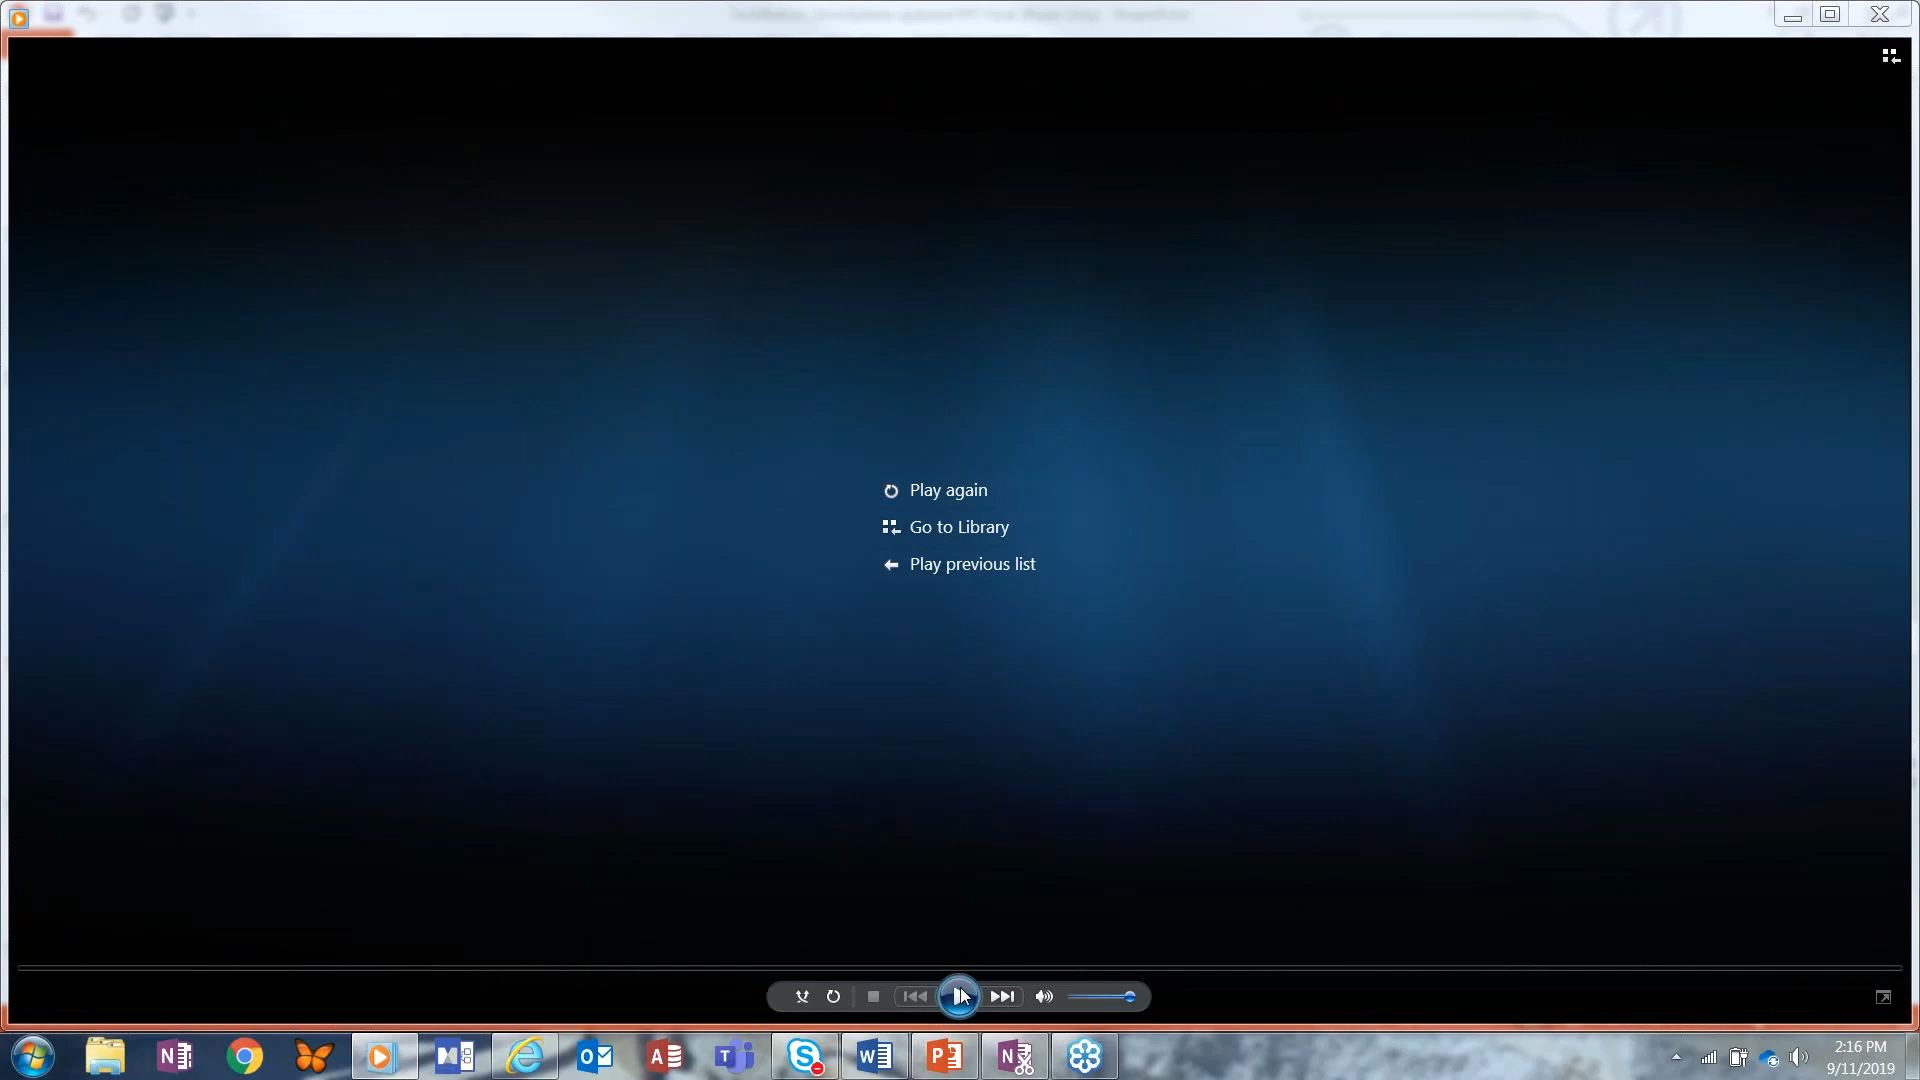 Play again
Go to Library
Play previous list
2:16 PM
9/11/2019